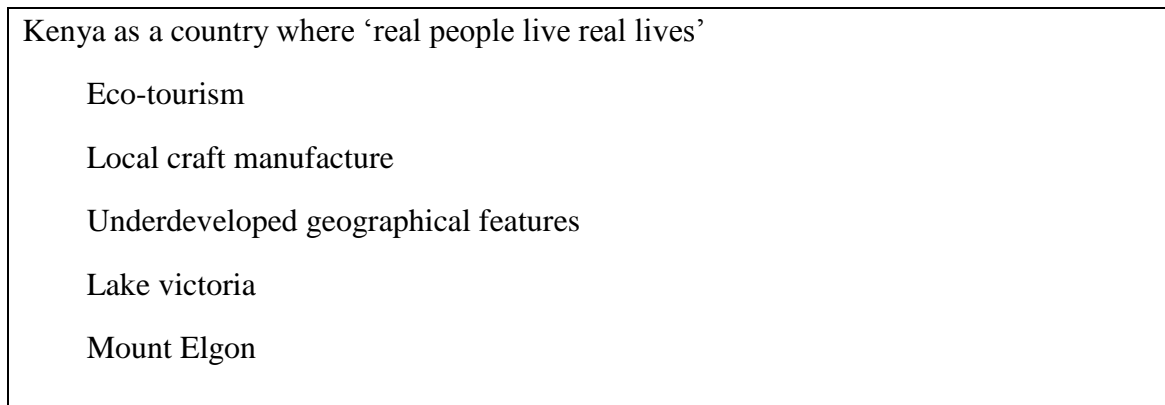 Kenya as a country where ‘real people live real lives’
Eco-tourism
Local craft manufacture
Underdeveloped geographical features
Lake victoria
Mount Elgon